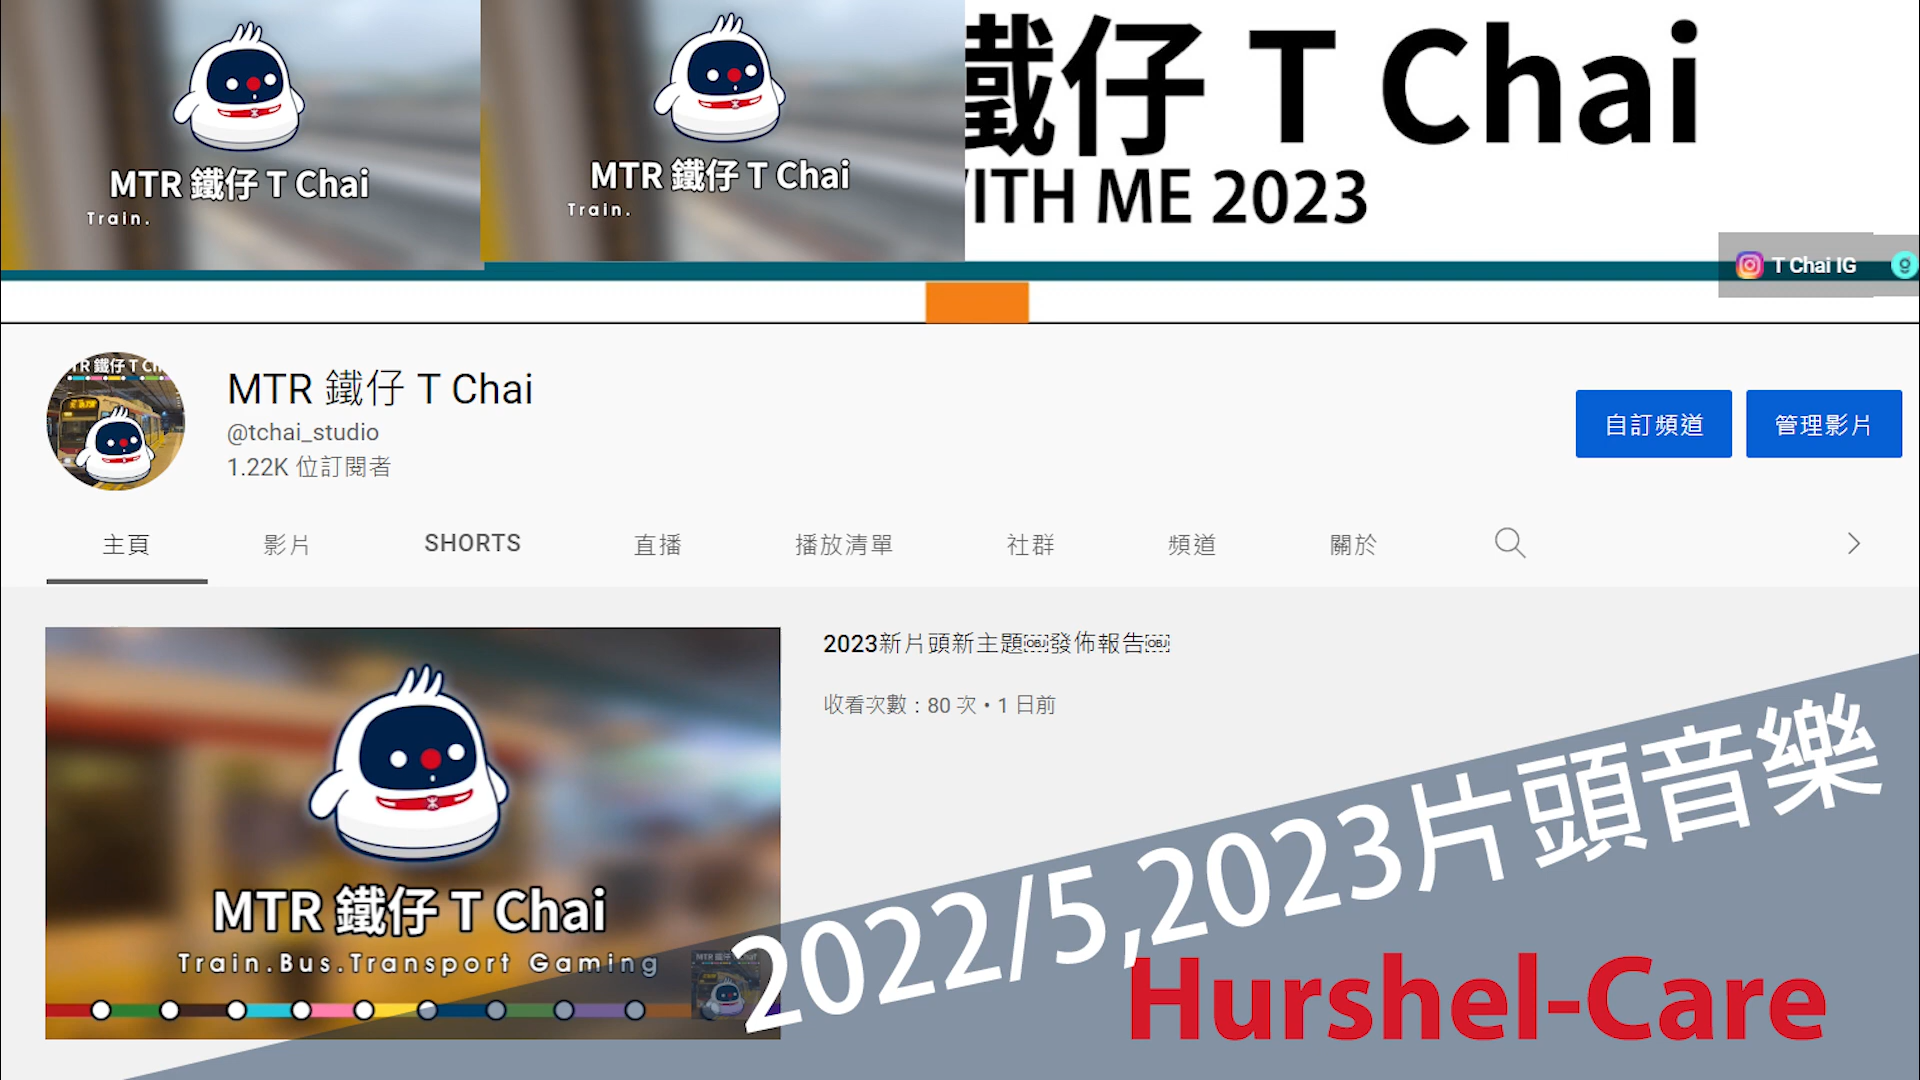 MTR 鐵仔 T Chai
Train.
MTR 鐵仔 T Chai
Train.
鐵仔 T Chai
ITH ME 2023
T Chai IG
MTR 鐵仔 T Chai
@tchai_studio
1.22K 位訂閱者
自訂頻道
管理影片
主頁
影片
SHORTS
直播
播放清單
社群
頻道
關於
2023新片頭新主題￼發佈報告￼
收看次數：80 次 • 1 日前
MTR 鐵仔 T Chai
Train.Bus.Transport Gaming
2022/5,2023片頭音樂
Hurshel-Care